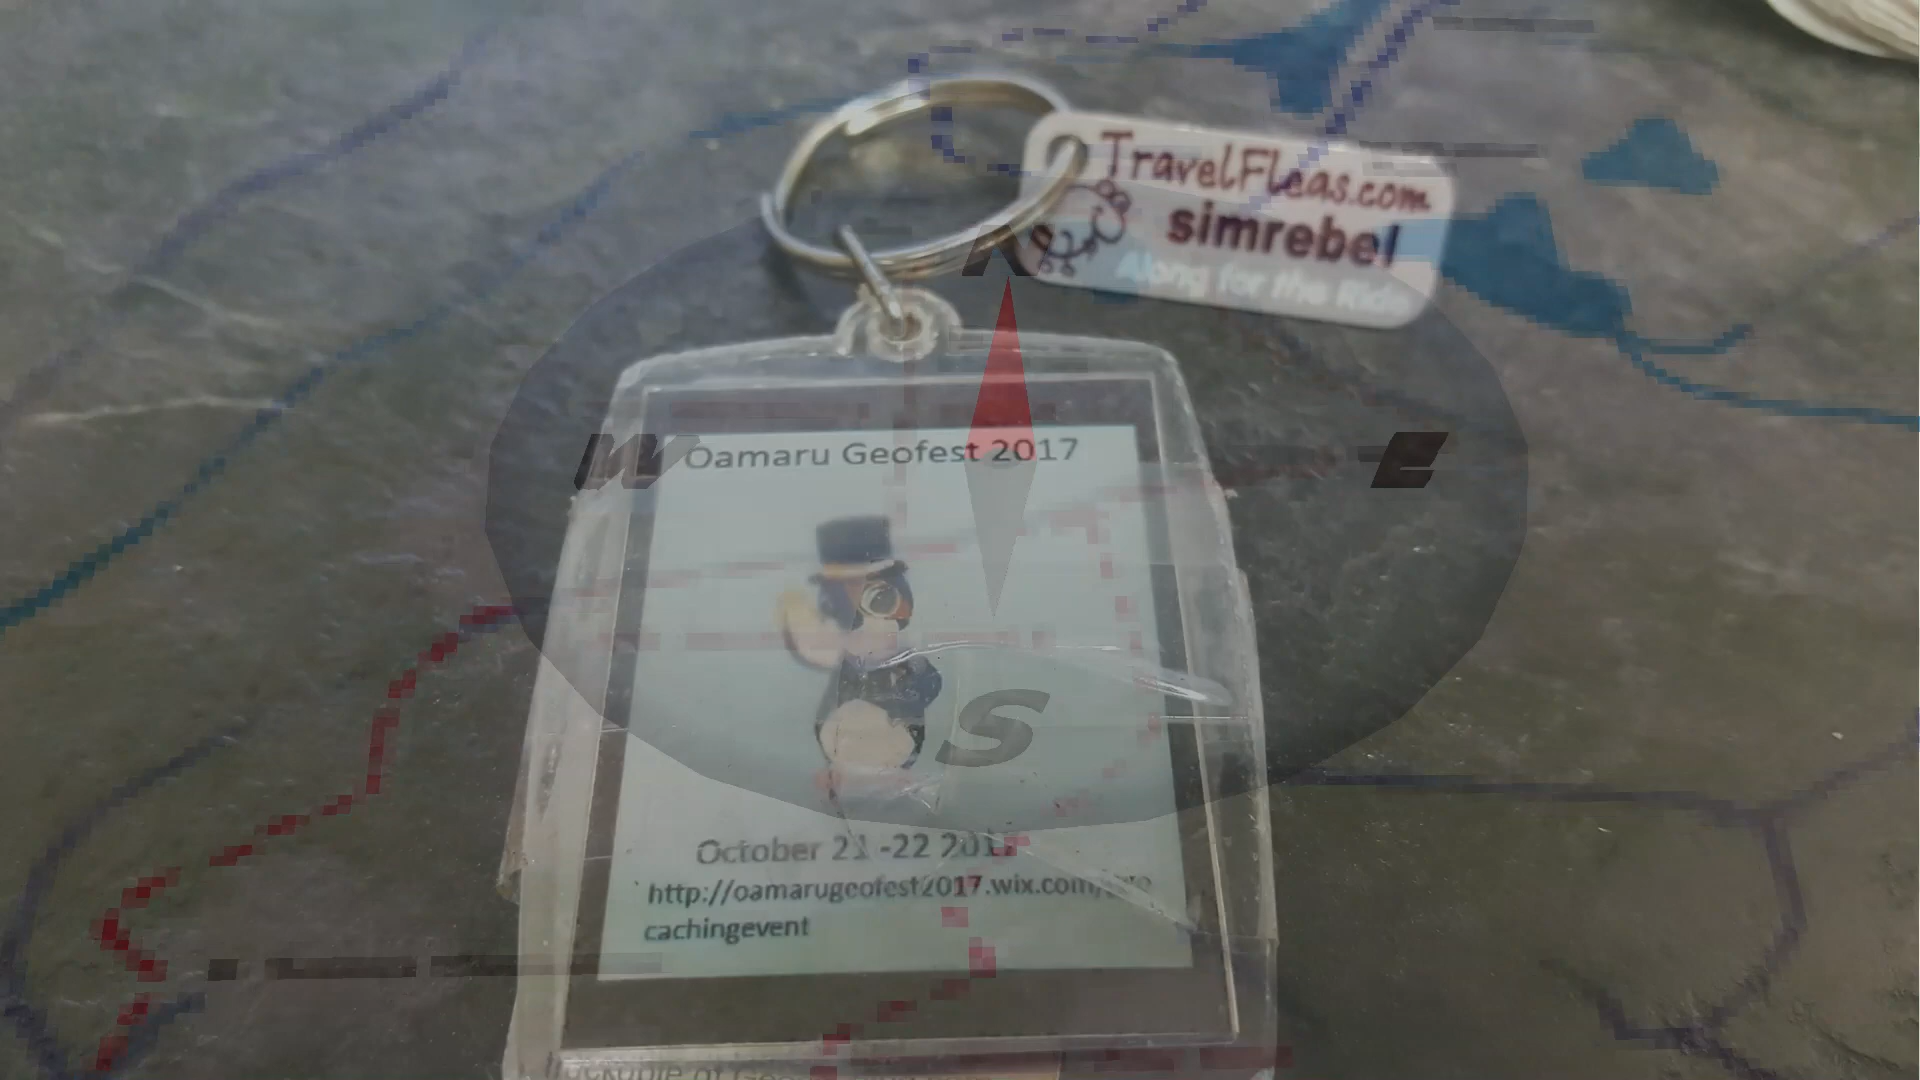 TravelFleas.com
simrebel
Along for the Ride
N
W
E
S
Oamaru Geofest 2017
October 21 -22 2017
http://oamarugeofest2017.wix.com/
cachingevent